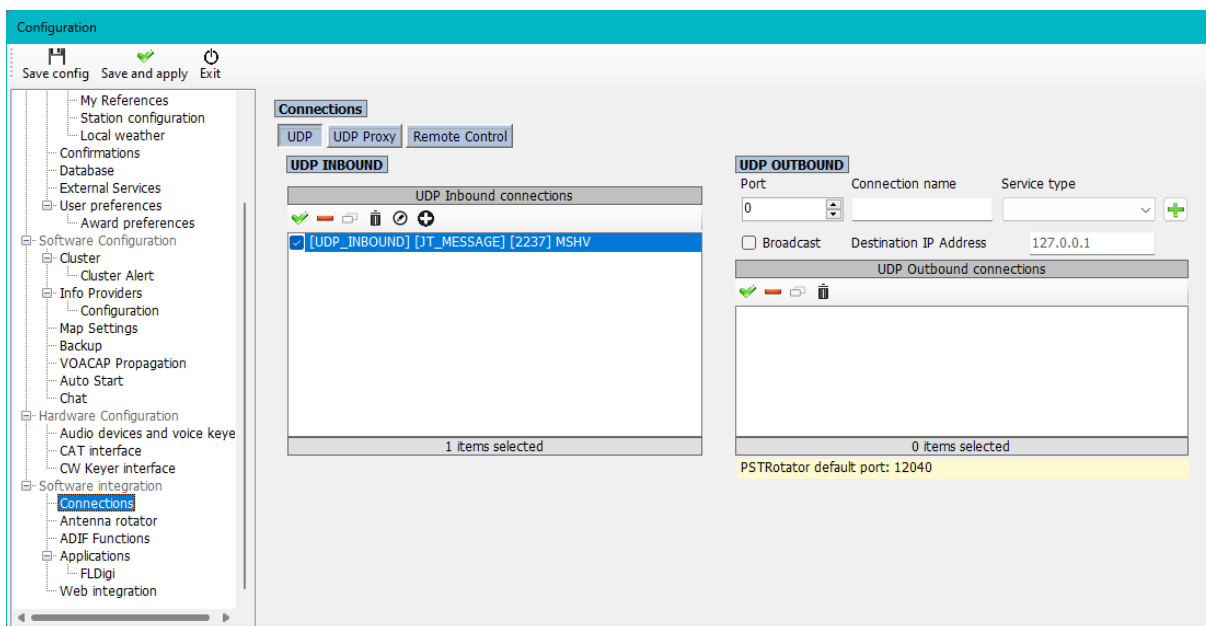 Configuration
Save config Save and apply Exit
My References
Station configuration
Local weather
Confirmations
Database
External Services
User preferences
Award preferences
Software Configuration
Cluster
Cluster Alert
Info Providers
Configuration
Map Settings
Backup
VOACAP Propagation
Auto Start
Chat
Hardware Configuration
Audio devices and voice keye
CAT interface
CW Keyer interface
Software integration
Connections
Antenna rotator
ADIF Functions
Applications
FLDigi
Web integration
Connections
UDP UDP Proxy Remote Control
UDP INBOUND
UDP Inbound connections
[UDP_INBOUND] [JT_MESSAGE] [2237] MSHV
1 items selected
UDP OUTBOUND
Port Connection name Service type
0
Broadcast Destination IP Address 127.0.0.1
UDP Outbound connections
0 items selected
PSTRotator default port: 12040